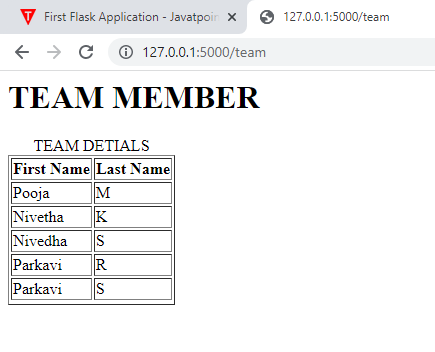 First Flask Application - Javatpoin
127.0.0.1:5000/team
127.0.0.1:5000/team
TEAM MEMBER
TEAM DETIALS
First Name Last Name
Pooja M
Nivetha K
Nivedha S
Parkavi R
Parkavi S